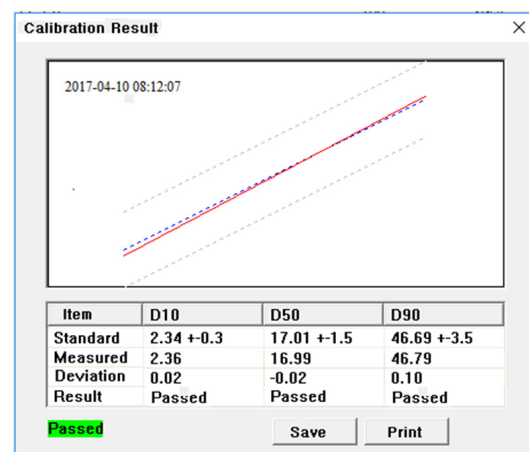 Calibration Result
2017-04-10 08:12:07
Item D10 D50 D90
Standard 2.34 +-0.3 17.01 +-1.5 46.69 +-3.5
Measured 2.36 16.99 46.79
Deviation 0.02 -0.02 0.10
Result Passed Passed Passed
Passed Save Print